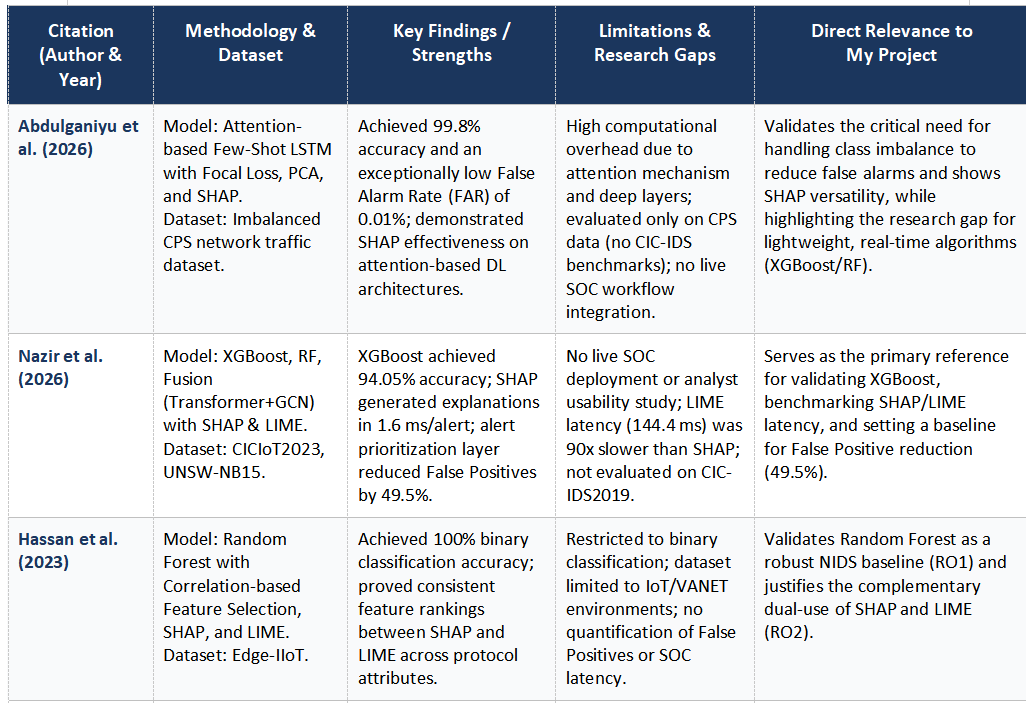 Citation
(Author &
Year)
Methodology &
Dataset
Key Findings /
Strengths
Limitations &
Research Gaps
Direct Relevance to
My Project
Abdulganiyu et
al. (2026)
Model: Attention-
based Few-Shot LSTM
with Focal Loss, PCA,
and SHAP.
Dataset: Imbalanced
CPS network traffic
dataset.
Achieved 99.8%
accuracy and an
exceptionally low False
Alarm Rate (FAR) of
0.01%; demonstrated
SHAP effectiveness on
attention-based DL
architectures.
High computational
overhead due to
attention mechanism
and deep layers;
evaluated only on CPS
data (no CIC-IDS
benchmarks); no live
SOC workflow
integration.
Validates the critical need for
handling class imbalance to
reduce false alarms and shows
SHAP versatility, while
highlighting the research gap for
lightweight, real-time algorithms
(XGBoost/RF).
Nazir et al.
(2026)
Model: XGBoost, RF,
Fusion
(Transformer+GCN)
with SHAP & LIME.
Dataset: CICIoT2023,
UNSW-NB15.
XGBoost achieved
94.05% accuracy; SHAP
generated explanations
in 1.6 ms/alert; alert
prioritization layer
reduced False Positives
by 49.5%.
No live SOC
deployment or analyst
usability study; LIME
latency (144.4 ms) was
90x slower than SHAP;
not evaluated on CIC-
IDS2019.
Serves as the primary reference
for validating XGBoost,
benchmarking SHAP/LIME
latency, and setting a baseline
for False Positive reduction
(49.5%).
Hassan et al.
(2023)
Model: Random
Forest with
Correlation-based
Feature Selection,
SHAP, and LIME.
Dataset: Edge-IIoT.
Achieved 100% binary
classification accuracy;
proved consistent
feature rankings
between SHAP and
LIME across protocol
attributes.
Restricted to binary
classification; dataset
limited to IoT/VANET
environments; no
quantification of False
Positives or SOC
latency.
Validates Random Forest as a
robust NIDS baseline (RO1) and
justifies the complementary
dual-use of SHAP and LIME
(RO2).